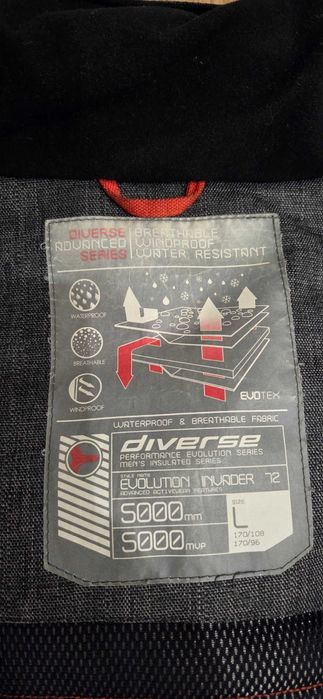 DIVERSE
ADVANCED
SERIES
BREATHABLE
WINDPROOF
WATER RESISTANT
WATERPROOF
BREATHABLE
WINDPROOF
EVOTEX
WATERPROOF & BREATHABLE FABRIC
diverse
PERFORMANCE EVOLUTION SERIES
MEN'S INSULATED SERIES
STYLE NAME
EVOLUTION INVADER 72
ADVANCED ACTIVEWEAR FEATURES
5000mm
5000mvp
SIZE
L
170/108
170/96